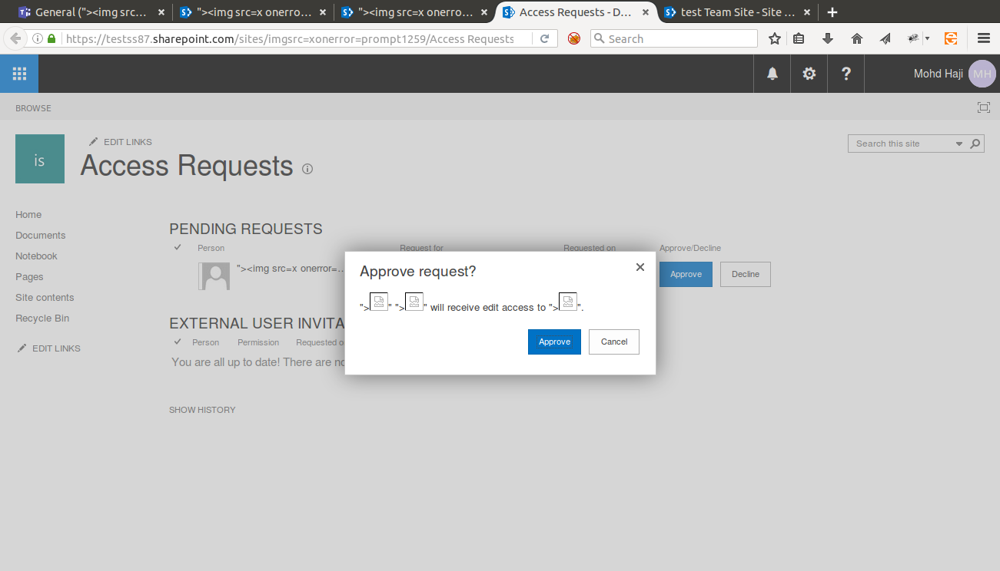 General ("><img src...
"><img src=x onerro...
"><img src=x onerro...
Access Requests - D...
test Team Site - Site ...
https://testss87.sharepoint.com/sites/imgsrc=xonerror=prompt1259/Access Requests
Search
?
Mohd Haji
MH
BROWSE
is
EDIT LINKS
Search this site
Access Requests
Home
Documents
Notebook
Pages
Site contents
Recycle Bin
EDIT LINKS
PENDING REQUESTS
Person Request for Requested on Approve/Decline
"><img src=x onerror=...
Approve
Decline
EXTERNAL USER INVITA
Person Permission Requested o
You are all up to date! There are no
SHOW HISTORY
Approve request?
">" ">" will receive edit access to ">".
Approve
Cancel